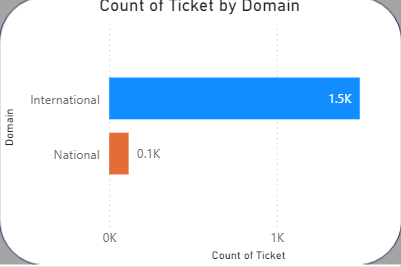 Count of Ticket by Domain
International
1.5K
National
0.1K
Domain
0K
1K
Count of Ticket